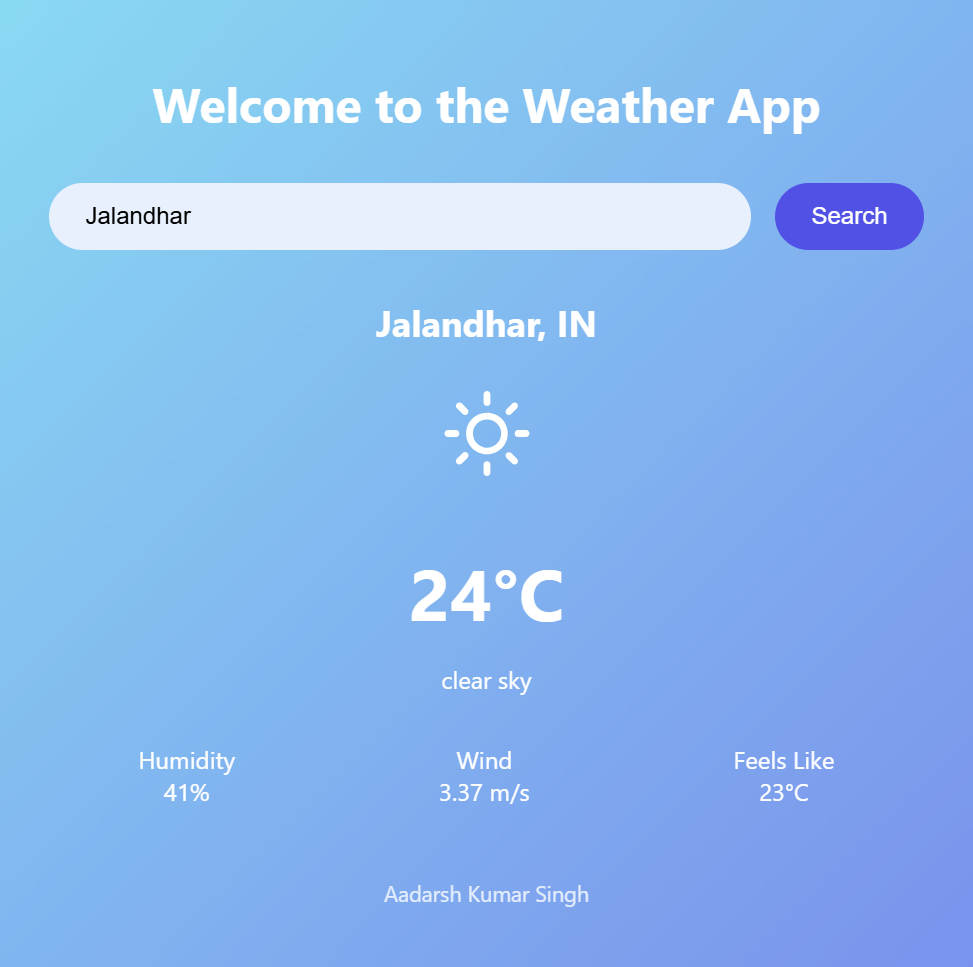 Welcome to the Weather App
Jalandhar
Search
Jalandhar, IN
24°C
clear sky
Humidity
41%
Wind
3.37 m/s
Feels Like
23°C
Aadarsh Kumar Singh